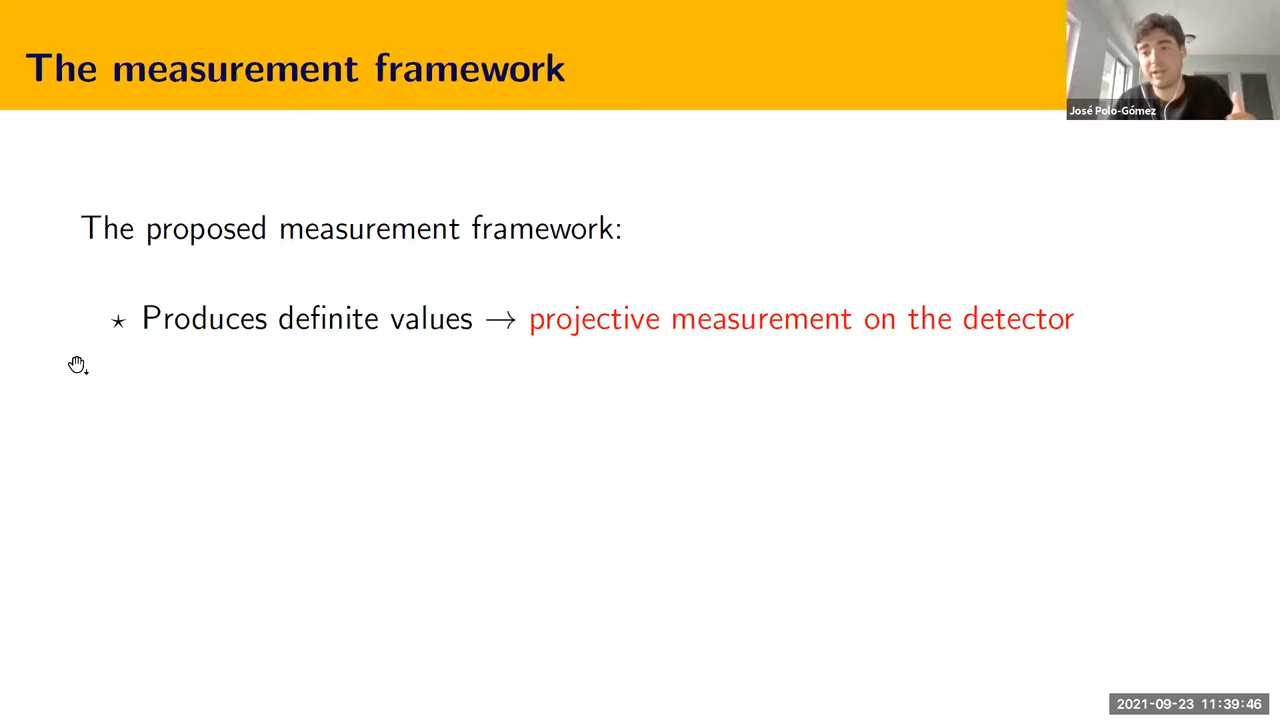 The measurement framework
José Polo-Gómez
The proposed measurement framework:
⋆ Produces definite values → projective measurement on the detector
2021-09-23 11:39:46